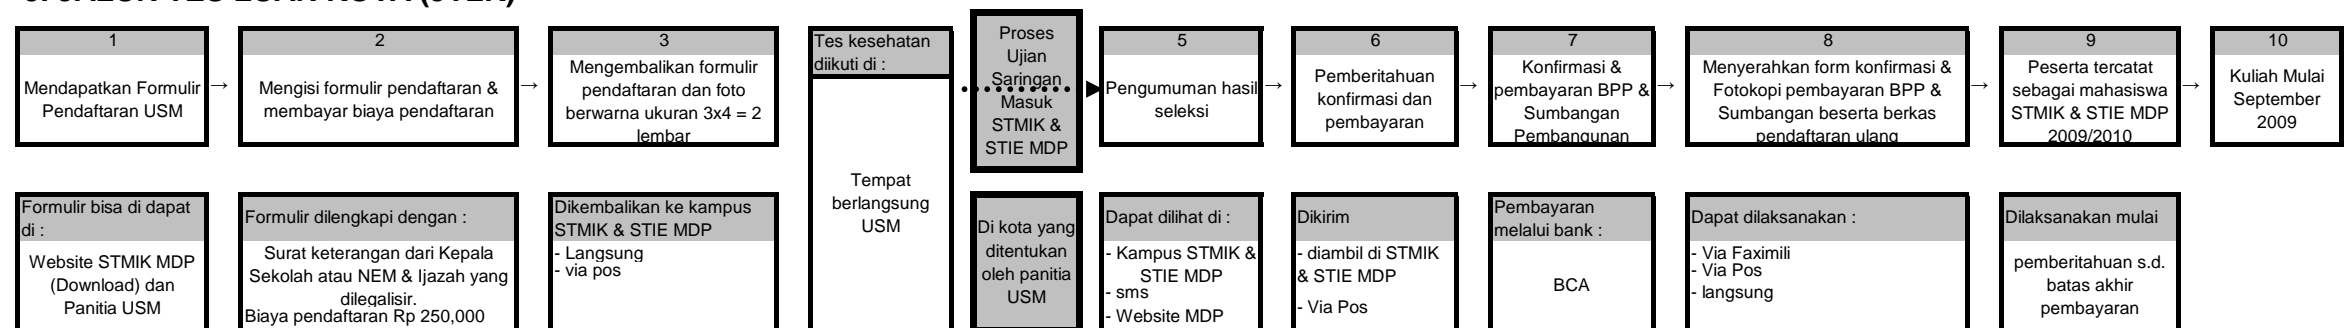 1
Mendapatkan Formulir
Pendaftaran USM
→
2
Mengisi formulir pendaftaran &
membayar biaya pendaftaran
→
3
Mengembalikan formulir
pendaftaran dan foto
berwarna ukuran 3x4 = 2
lembar
Tes kesehatan
diikuti di :
Tempat
berlangsung
USM
Proses
Ujian
Saringan
Masuk
STMIK &
STIE MDP
5
Pengumuman hasil
seleksi
→
6
Pemberitahuan
konfirmasi dan
pembayaran
→
7
Konfirmasi &
pembayaran BPP &
Sumbangan
Pembangunan
→
8
Menyerahkan form konfirmasi &
Fotokopi pembayaran BPP &
Sumbangan beserta berkas
pendaftaran ulang
→
9
Peserta tercatat
sebagai mahasiswa
STMIK & STIE MDP
2009/2010
→
10
Kuliah Mulai
September
2009
Formulir bisa di dapat
di :
Website STMIK MDP
(Download) dan
Panitia USM
Formulir dilengkapi dengan :
Surat keterangan dari Kepala
Sekolah atau NEM & Ijazah yang
dilegalisir.
Biaya pendaftaran Rp 250,000
Dikembalikan ke kampus
STMIK & STIE MDP
- Langsung
- via pos
Di kota yang
ditentukan
oleh panitia
USM
Dapat dilihat di :
- Kampus STMIK &
STIE MDP
- sms
- Website MDP
Dikirim
- diambil di STMIK
& STIE MDP
- Via Pos
Pembayaran
melalui bank :
BCA
Dapat dilaksanakan :
- Via Faximili
- Via Pos
- langsung
Dilaksanakan mulai
pemberitahuan s.d.
batas akhir
pembayaran